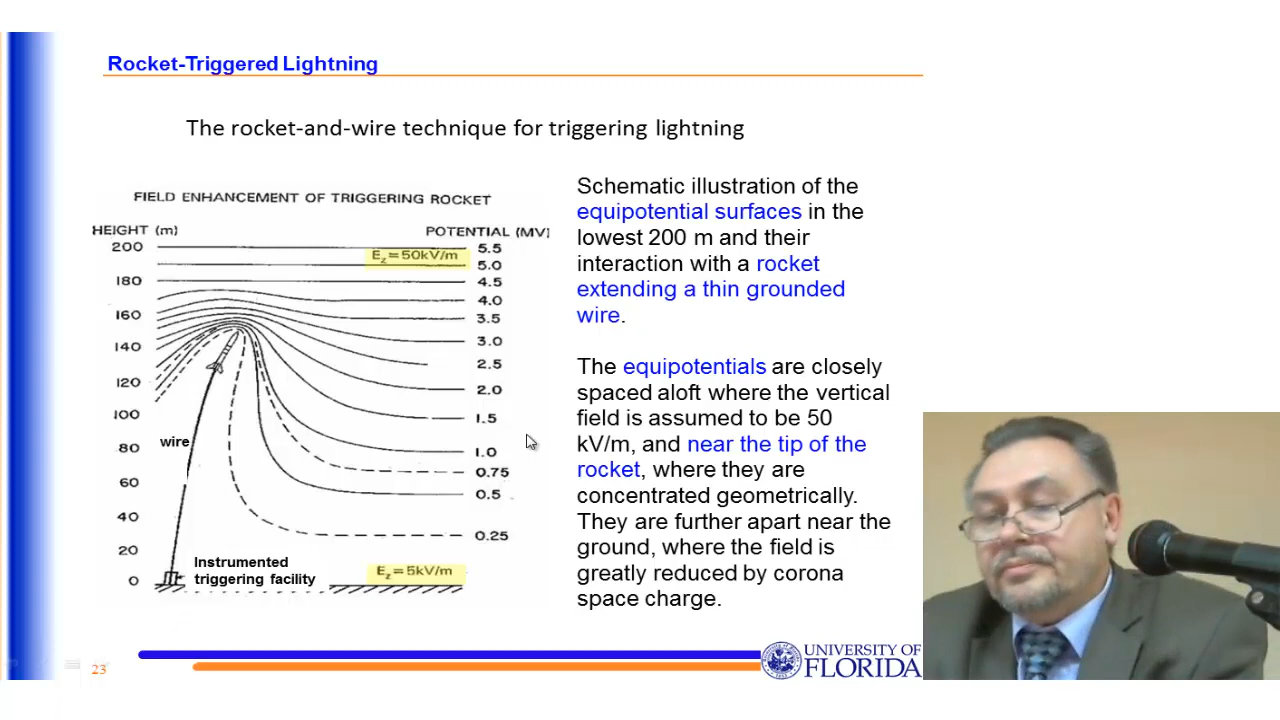 Rocket-Triggered Lightning
The rocket-and-wire technique for triggering lightning
FIELD ENHANCEMENT OF TRIGGERING ROCKET
HEIGHT (m)
POTENTIAL (MV)
200
180
160
140
120
100
80
60
40
20
0
E_z=50kV/m
5.5
5.0
4.5
4.0
3.5
3.0
2.5
2.0
1.5
1.0
0.75
0.5
0.25
wire
Instrumented
triggering facility
E_z=5kV/m
Schematic illustration of the
equipotential surfaces in the
lowest 200 m and their
interaction with a rocket
extending a thin grounded
wire.
The equipotentials are closely
spaced aloft where the vertical
field is assumed to be 50
kV/m, and near the tip of the
rocket, where they are
concentrated geometrically.
They are further apart near the
ground, where the field is
greatly reduced by corona
space charge.
23
UNIVERSITY OF
FLORIDA